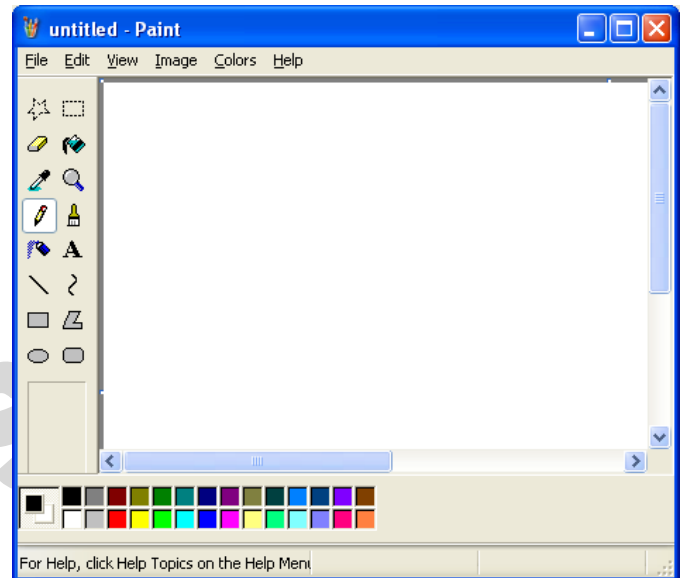 untitled - Paint
File Edit View Image Colors Help
A
For Help, click Help Topics on the Help Menu